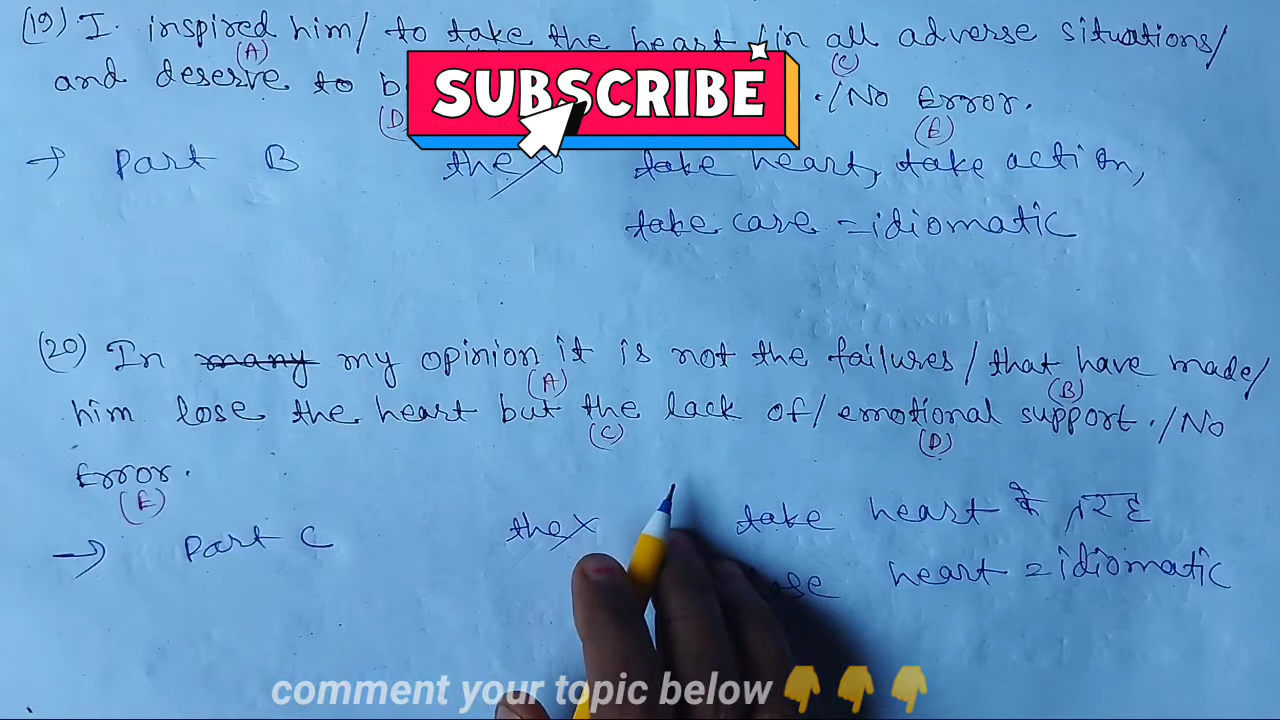 (19) I inspired him/ to take the heart /in all adverse situations/
(A) (C)
and deserve to b ./No Error.
(D) (E)
SUBSCRIBE
→ Part B the× take heart, take action,
take care = idiomatic
(20) In many my opinion it is not the failures/ that have made/
(A) (B)
him lose the heart but the lack of/ emotional support./No
(C) (D)
Error.
(E)
→ Part C the× take heart के तरह
heart = idiomatic
comment your topic below 👇 👇 👇